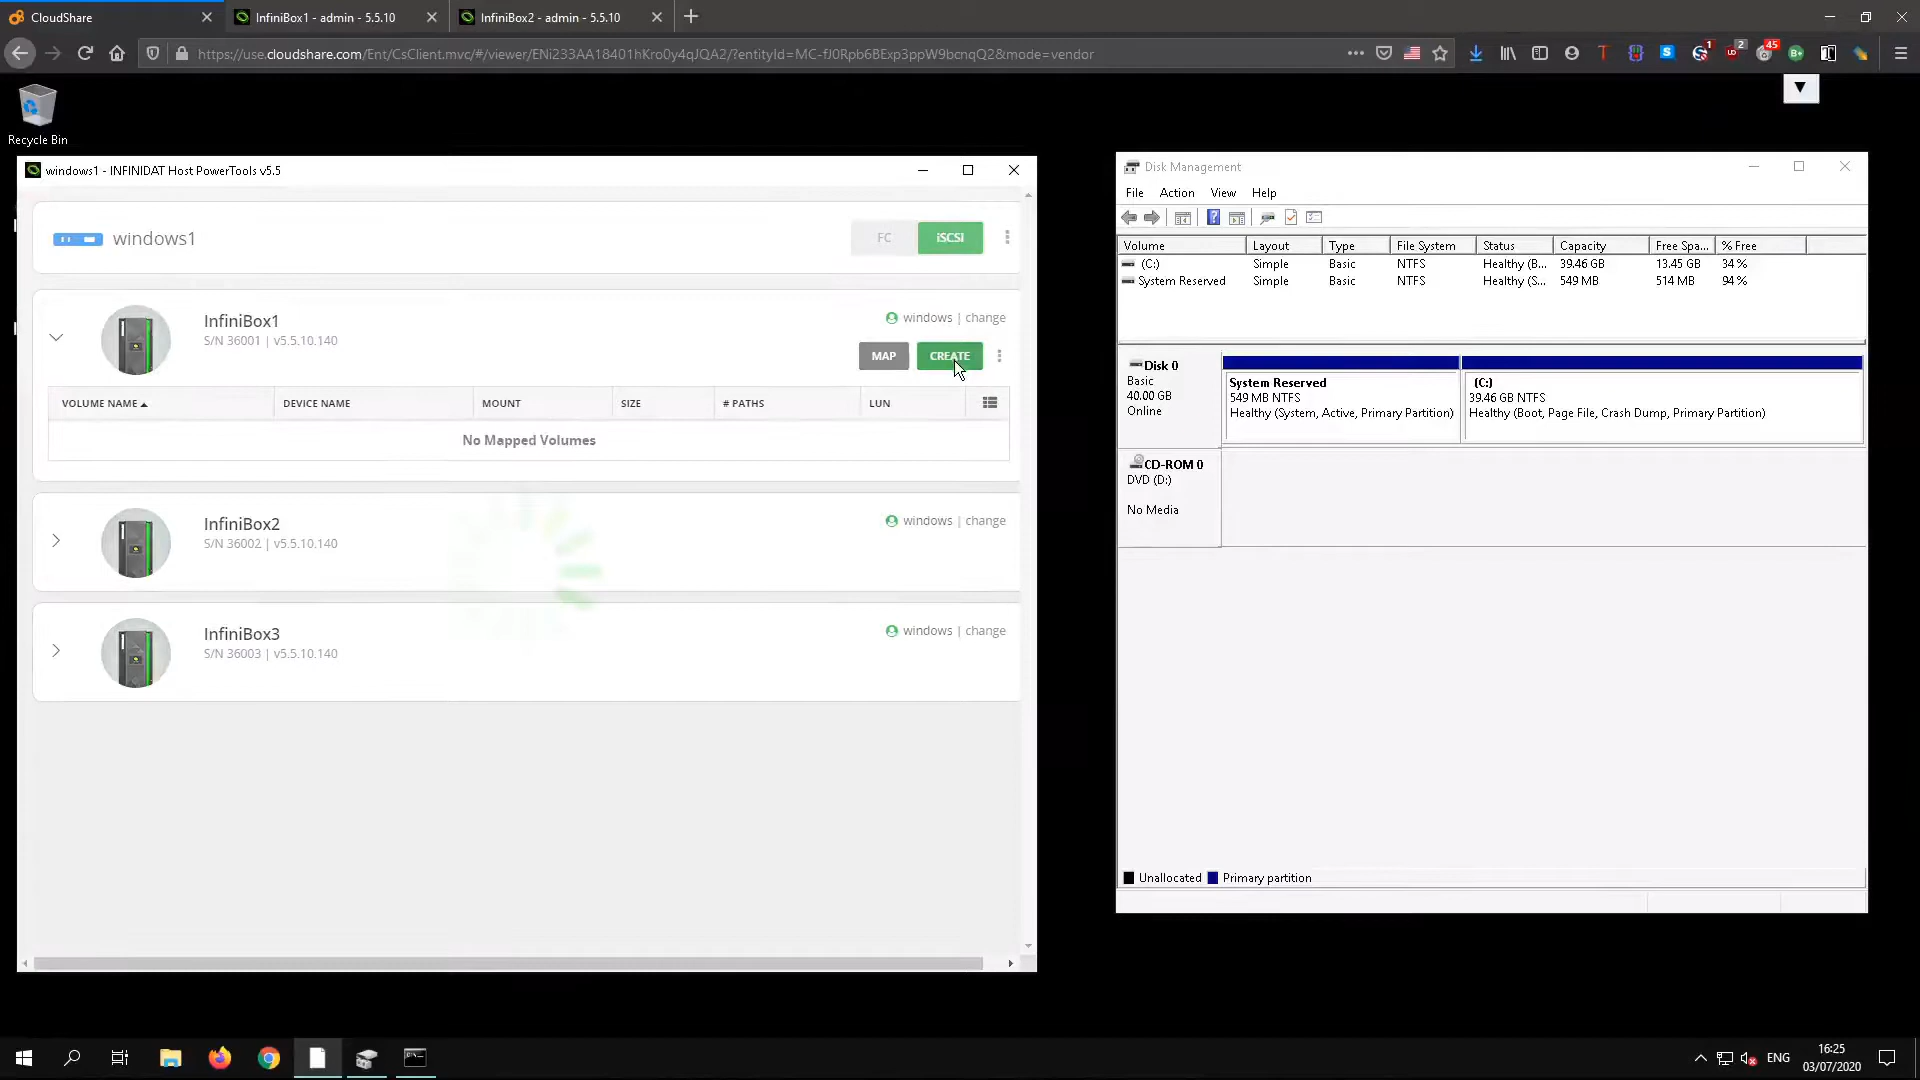 CloudShare
InfiniBox1 - admin - 5.5.10
InfiniBox2 - admin - 5.5.10
https://use.cloudshare.com/Ent/CsClient.mvc/#/viewer/ENi233AA18401hKro0y4qJQA2/?entityId=MC-fJ0Rpb6BExp3ppW9bcnqQ2&mode=vendor
1
2
45
Recycle Bin
windows1 - INFINIDAT Host PowerTools v5.5
windows1
FC
iSCSI
InfiniBox1
S/N 36001 | v5.5.10.140
windows | change
MAP
CREATE
VOLUME NAME
DEVICE NAME
MOUNT
SIZE
# PATHS
LUN
No Mapped Volumes
InfiniBox2
S/N 36002 | v5.5.10.140
windows | change
InfiniBox3
S/N 36003 | v5.5.10.140
windows | change
Disk Management
File Action View Help
Volume Layout Type File System Status Capacity Free Spa... % Free
(C:) Simple Basic NTFS Healthy (B... 39.46 GB 13.45 GB 34 %
System Reserved Simple Basic NTFS Healthy (S... 549 MB 514 MB 94 %
Disk 0
Basic
40.00 GB
Online
System Reserved
549 MB NTFS
Healthy (System, Active, Primary Partition)
(C:)
39.46 GB NTFS
Healthy (Boot, Page File, Crash Dump, Primary Partition)
CD-ROM 0
DVD (D:)
No Media
Unallocated
Primary partition
ENG
16:25
03/07/2020